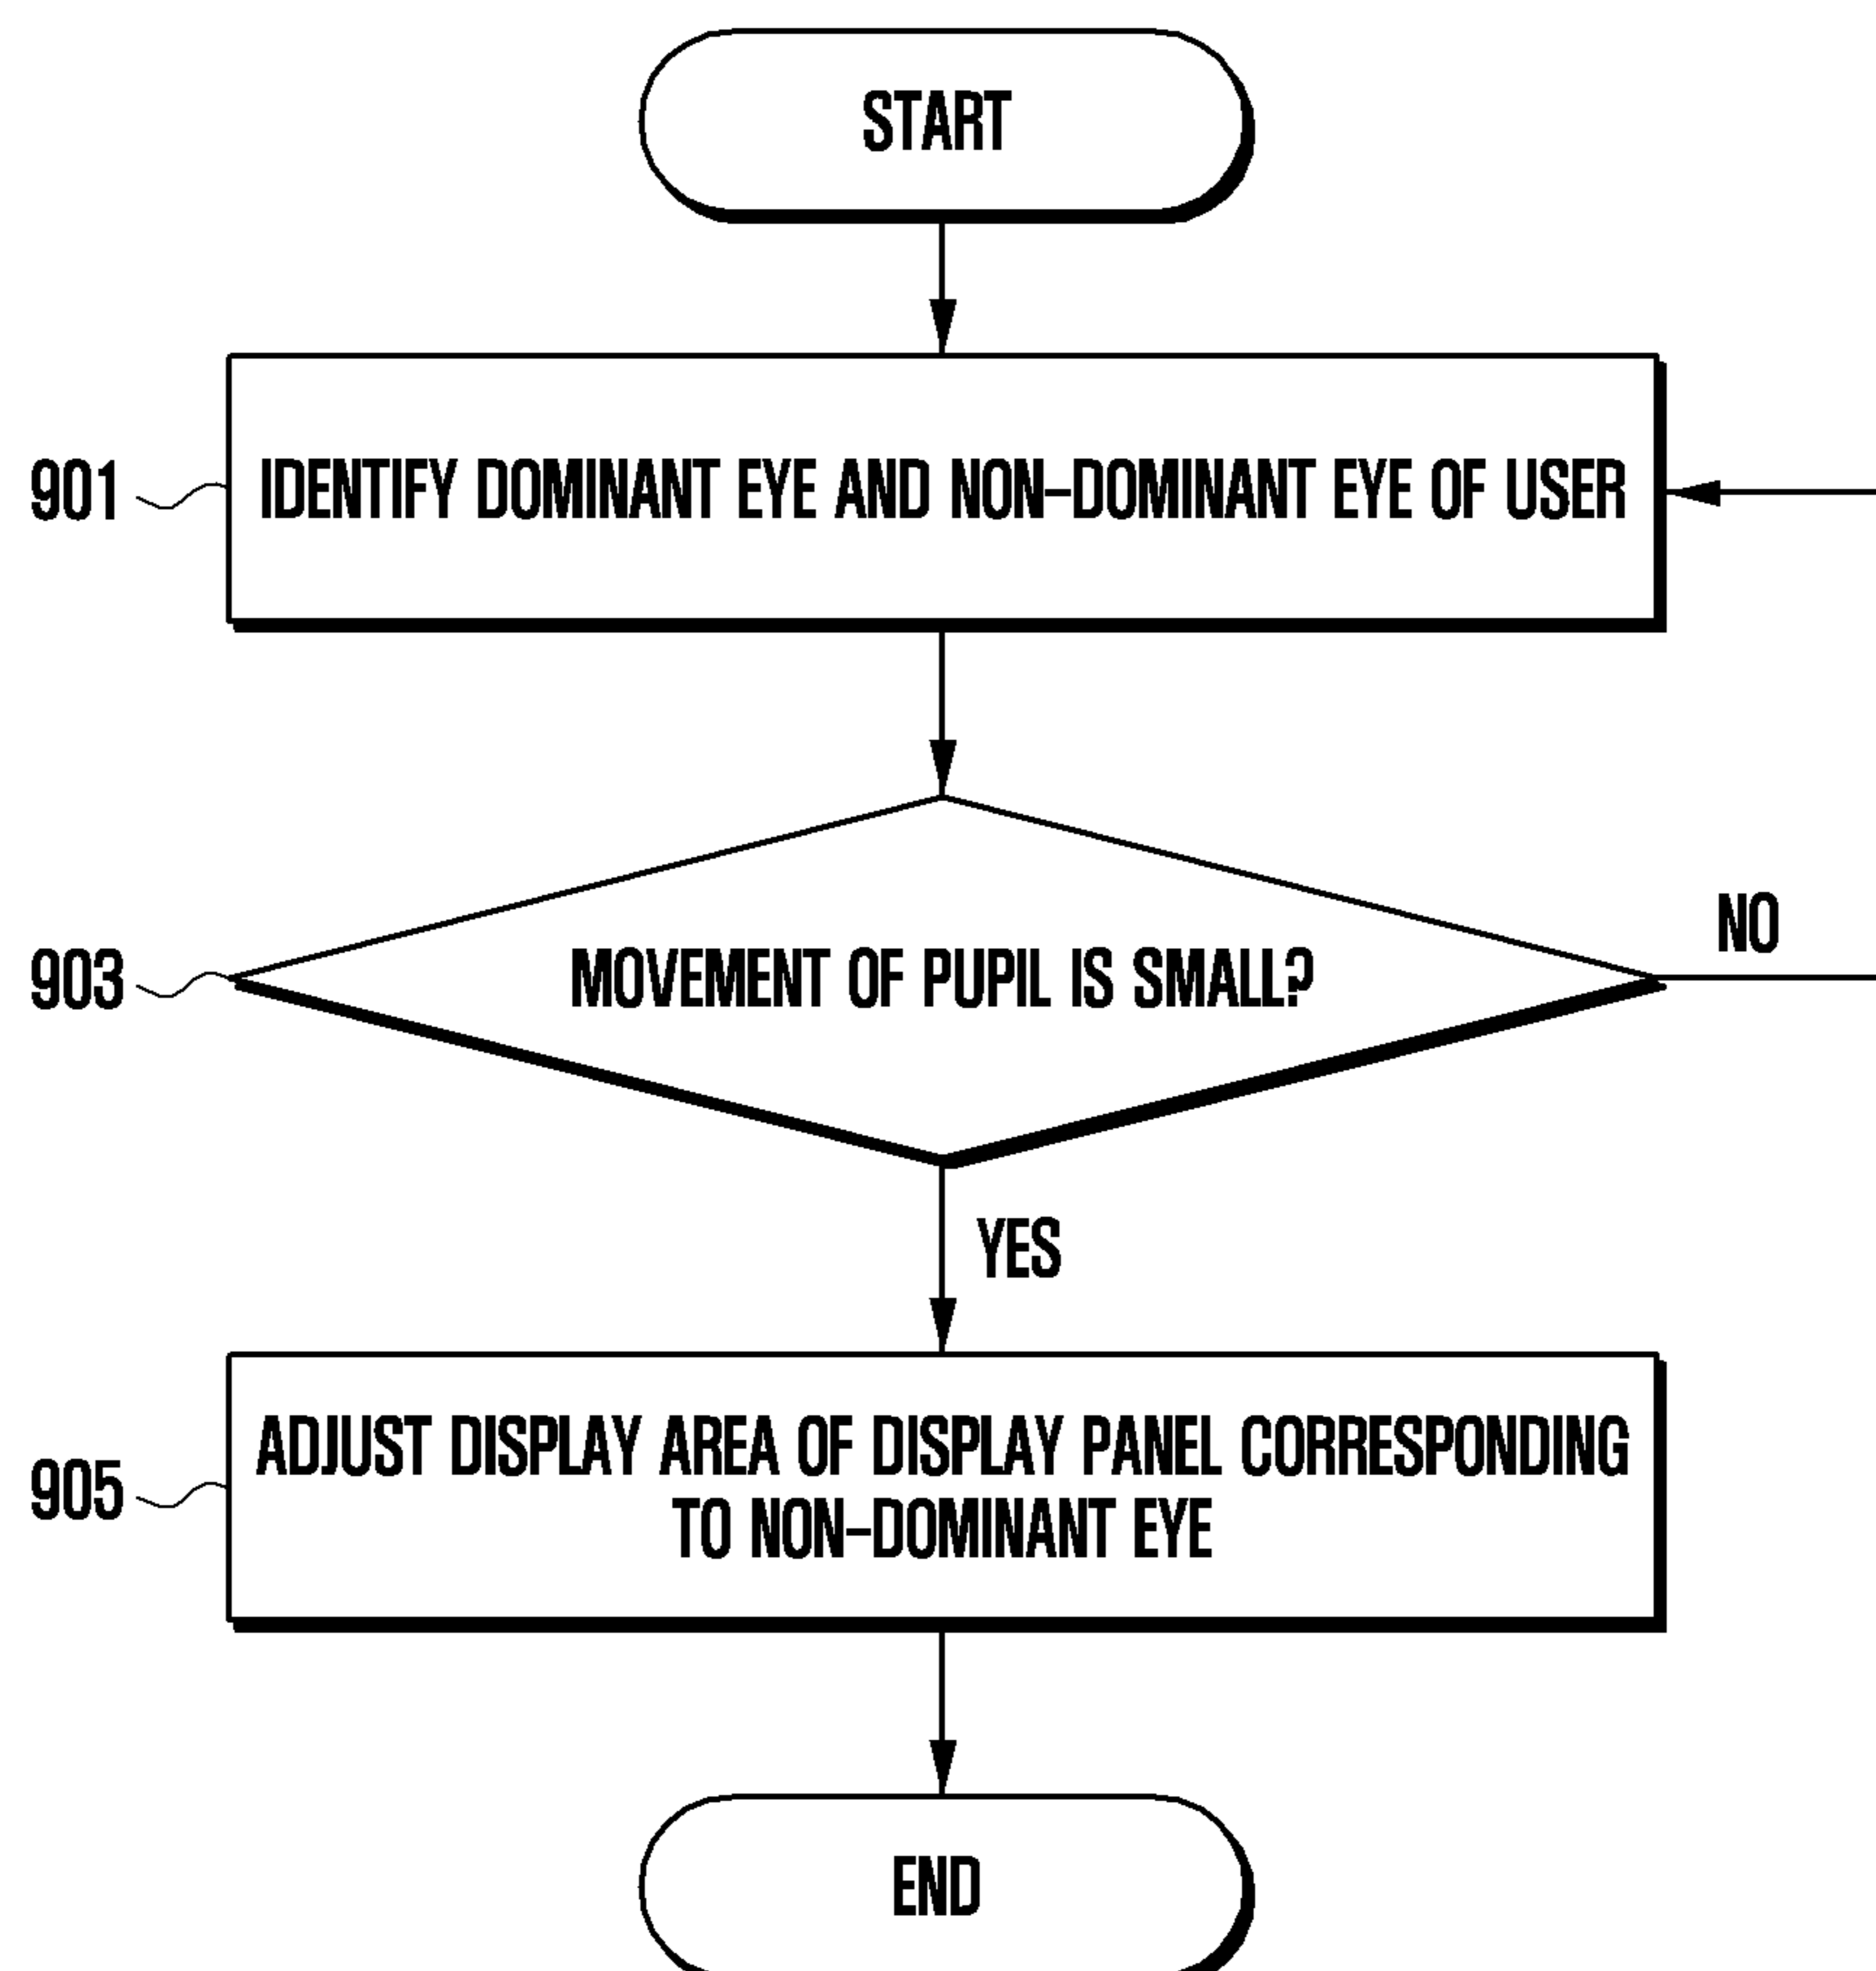 START
901
IDENTIFY DOMINANT EYE AND NON-DOMINANT EYE OF USER
903
MOVEMENT OF PUPIL IS SMALL?
NO
YES
905
ADJUST DISPLAY AREA OF DISPLAY PANEL CORRESPONDING
TO NON-DOMINANT EYE
END